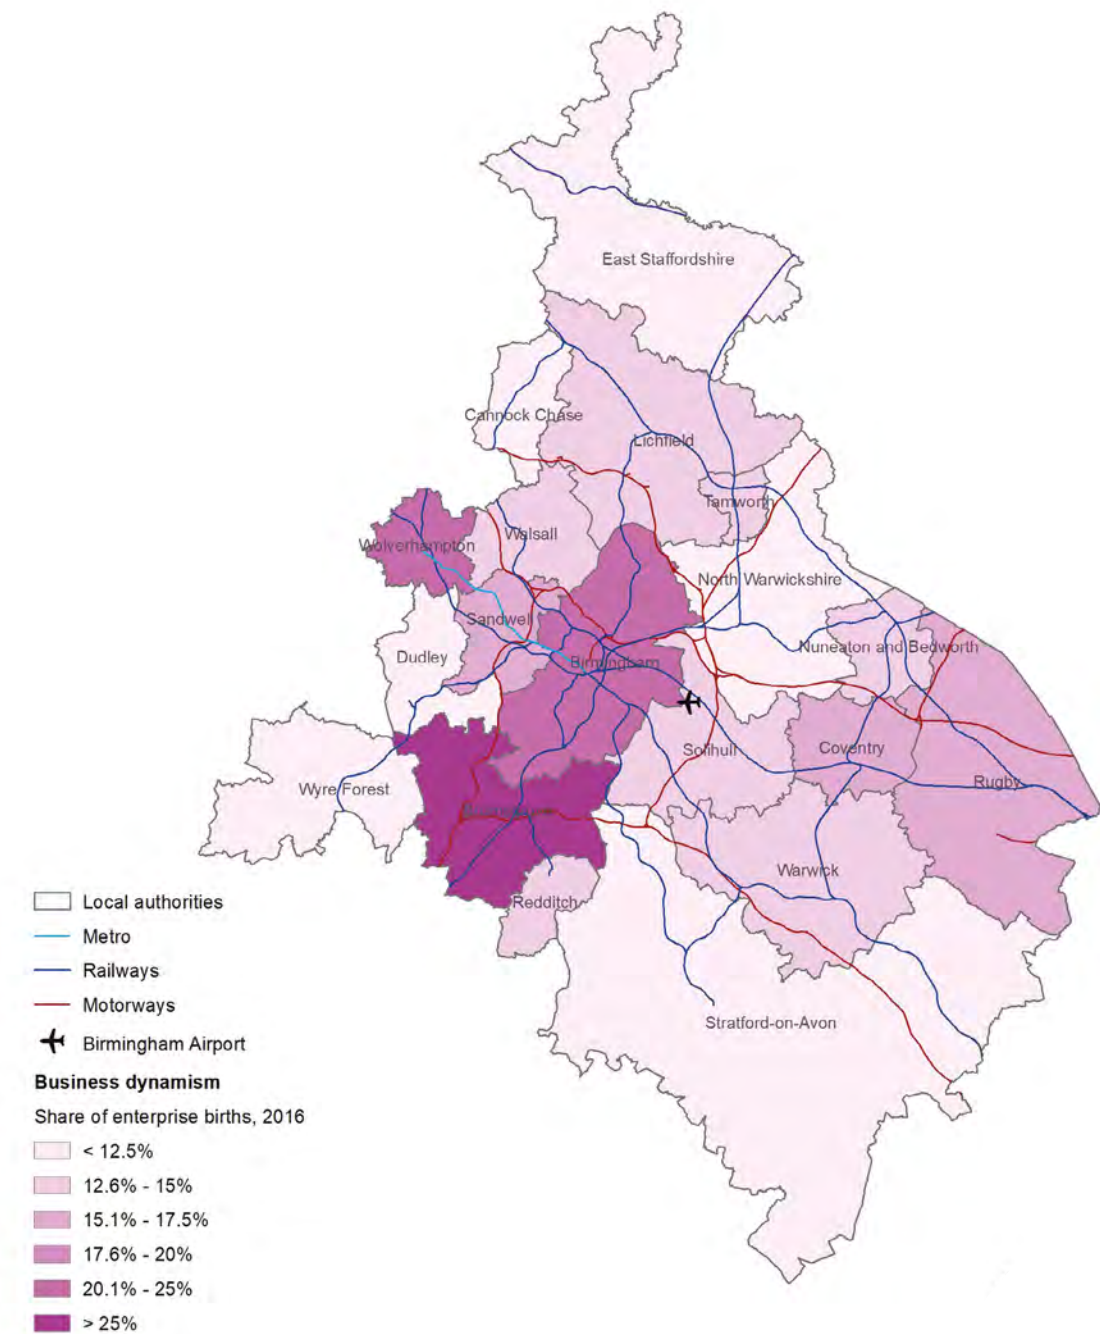 East Staffordshire
Cannock Chase
Lichfield
Tamworth
Walsall
Wolverhampton
North Warwickshire
Sandwell
Nuneaton and Bedworth
Dudley
Birmingham
Solihull
Coventry
Rugby
Wyre Forest
Warwick
Redditch
Stratford-on-Avon
Local authorities
Metro
Railways
Motorways
Birmingham Airport
Business dynamism
Share of enterprise births, 2016
< 12.5%
12.6% - 15%
15.1% - 17.5%
17.6% - 20%
20.1% - 25%
> 25%